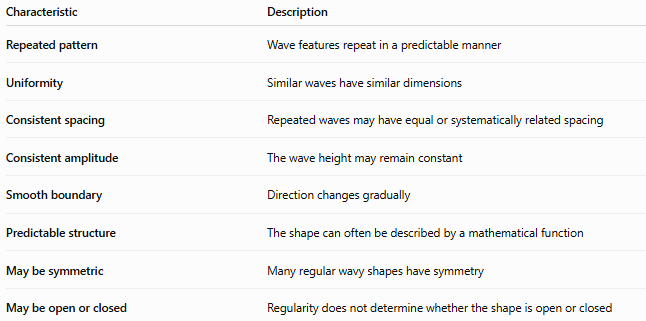 Characteristic Description
Repeated pattern Wave features repeat in a predictable manner
Uniformity Similar waves have similar dimensions
Consistent spacing Repeated waves may have equal or systematically related spacing
Consistent amplitude The wave height may remain constant
Smooth boundary Direction changes gradually
Predictable structure The shape can often be described by a mathematical function
May be symmetric Many regular wavy shapes have symmetry
May be open or closed Regularity does not determine whether the shape is open or closed